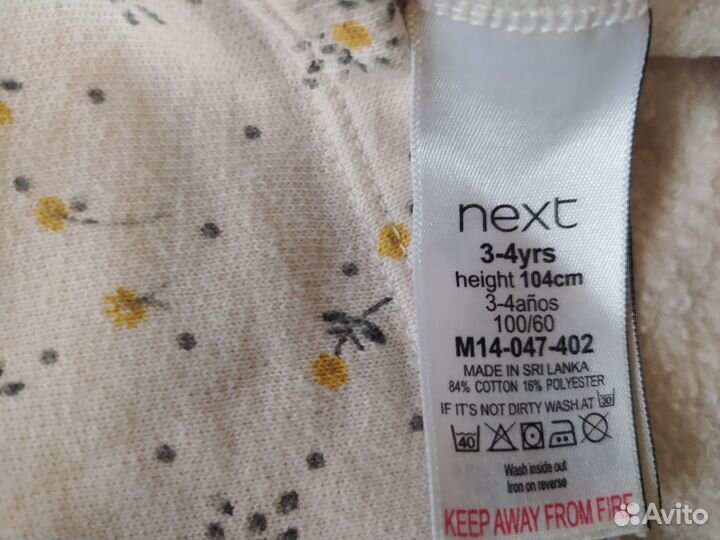 next
3-4yrs
height 104cm
3-4años
100/60
M14-047-402
MADE IN SRI LANKA
84% COTTON 16% POLYESTER
IF IT'S NOT DIRTY WASH AT 30
40
Wash inside out
Iron on reverse
KEEP AWAY FROM FIRE
Avito